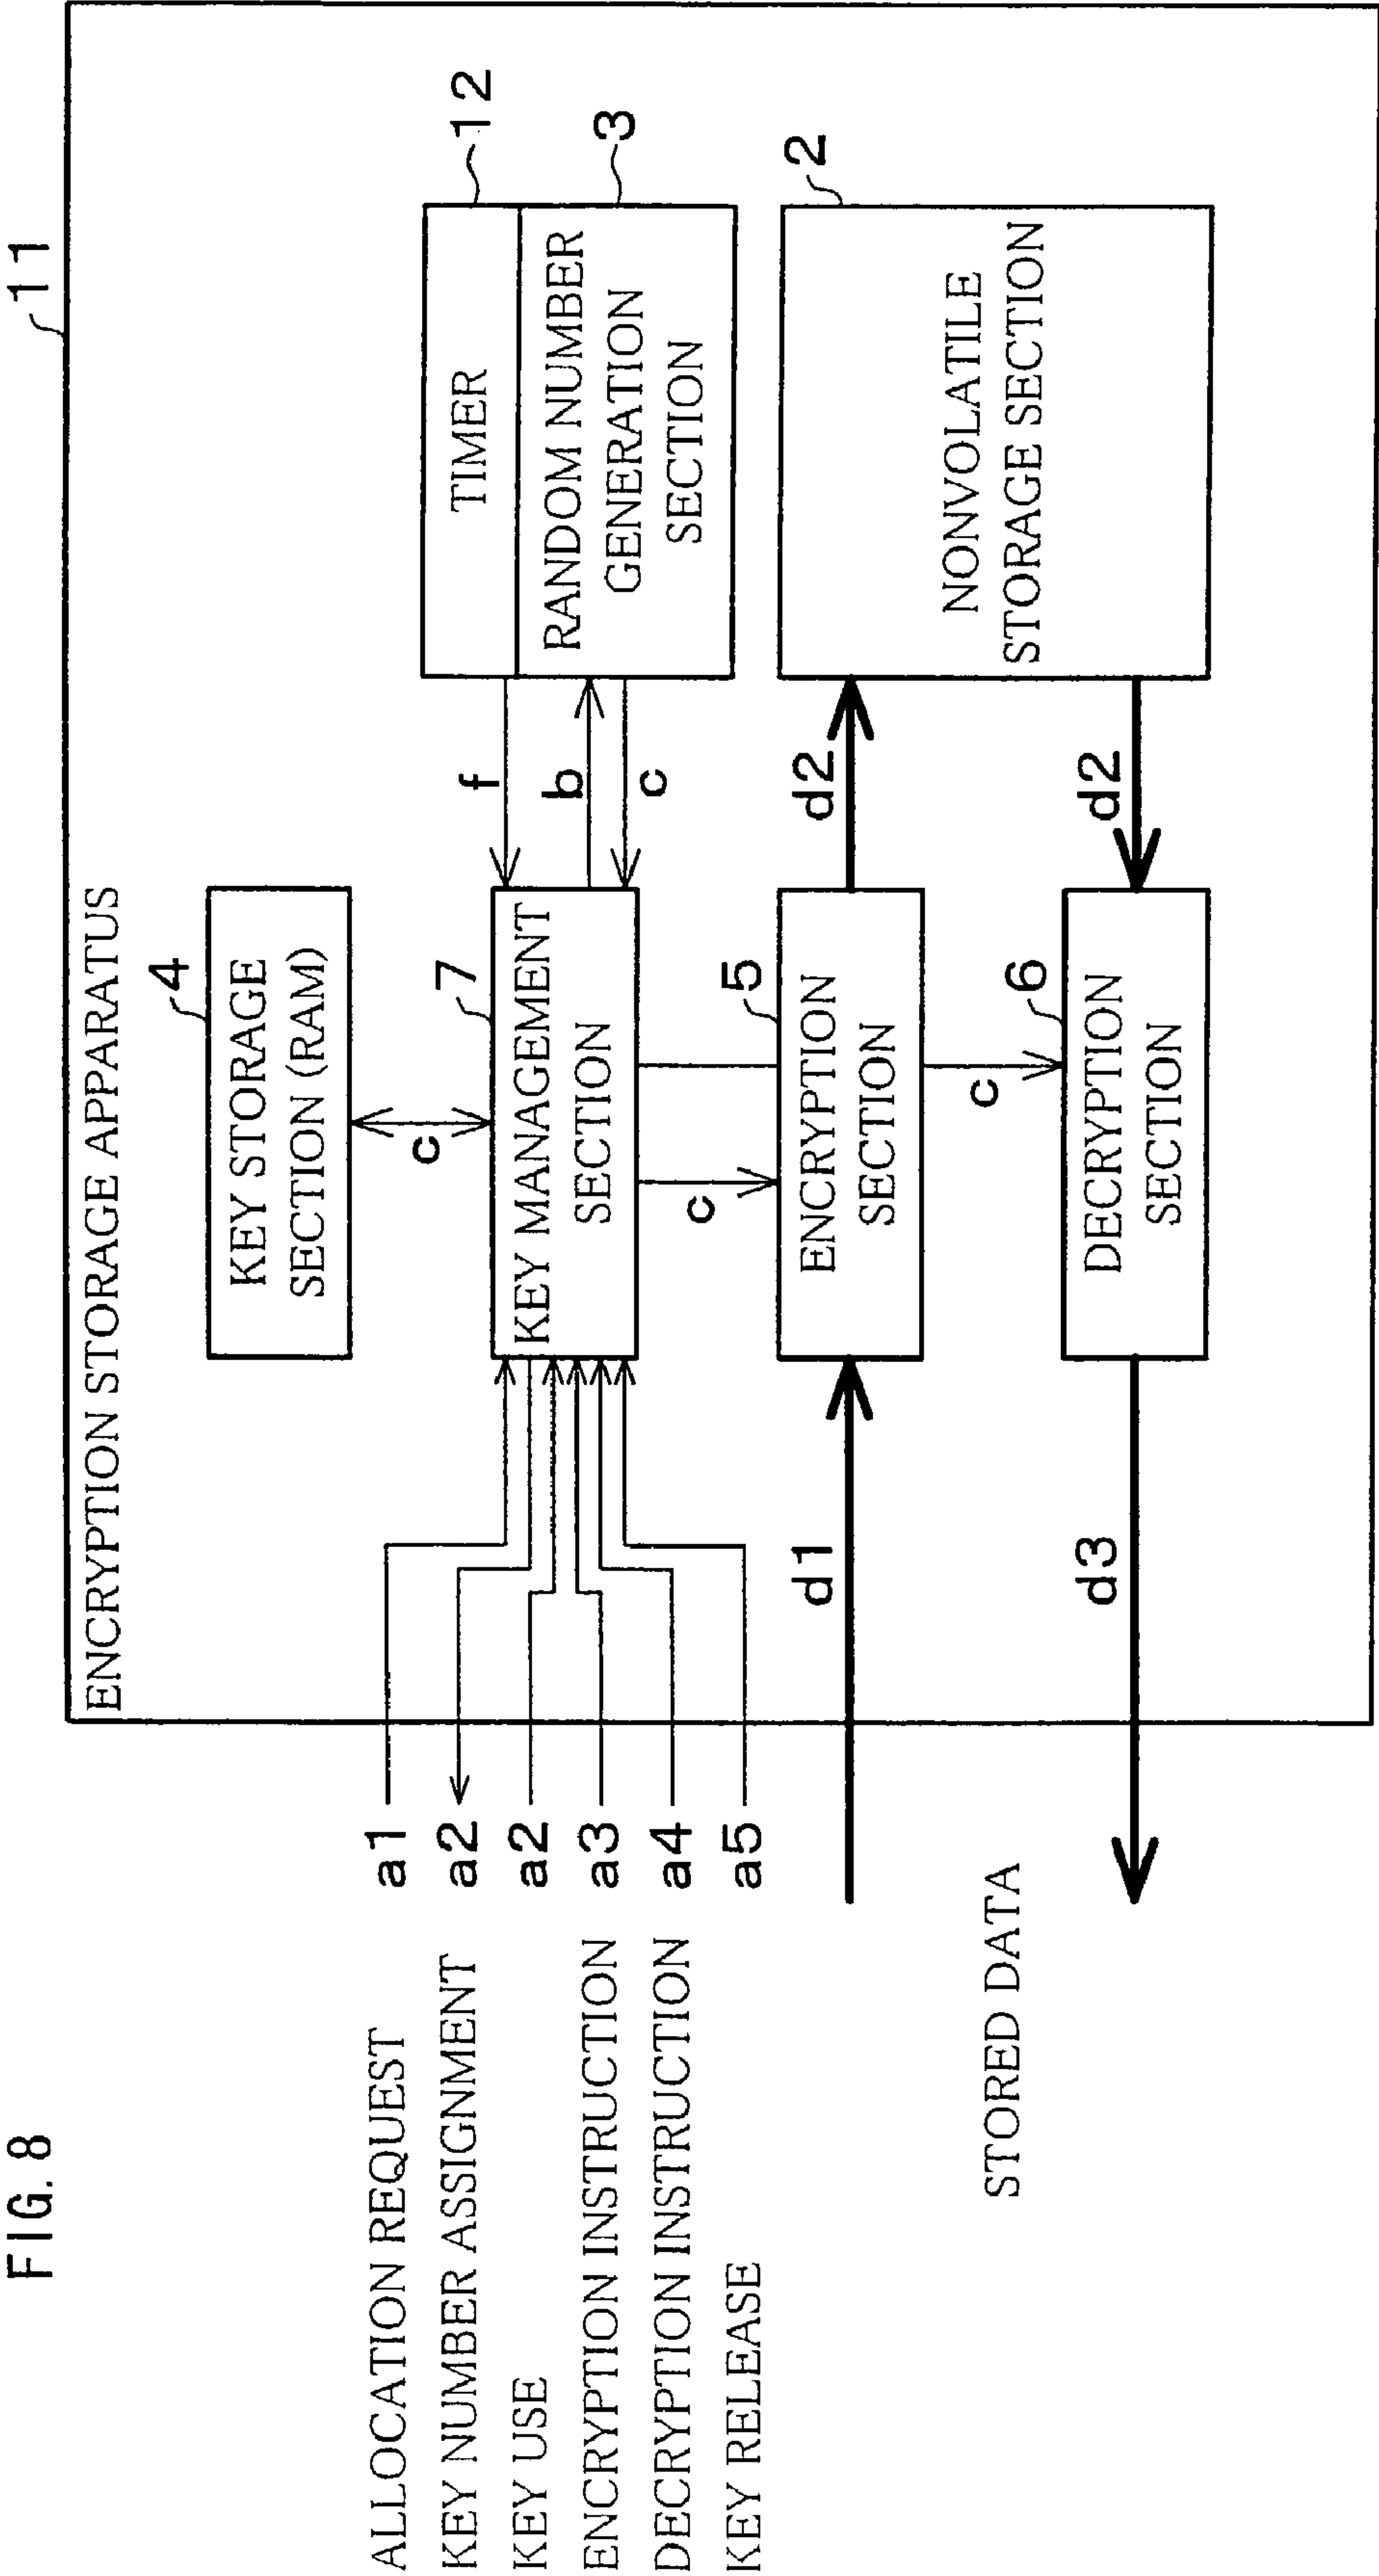 FIG. 8
11
ENCRYPTION STORAGE APPARATUS
4
KEY STORAGE
SECTION (RAM)
c
12
TIMER
3
RANDOM NUMBER
GENERATION
SECTION
f
b
c
7
KEY MANAGEMENT
SECTION
ALLOCATION REQUEST a1
KEY NUMBER ASSIGNMENT a2
KEY USE a2
ENCRYPTION INSTRUCTION a3
DECRYPTION INSTRUCTION a4
KEY RELEASE a5
c
5
ENCRYPTION
SECTION
d1
d2
2
NONVOLATILE
STORAGE SECTION
c
6
DECRYPTION
SECTION
d2
d3
STORED DATA